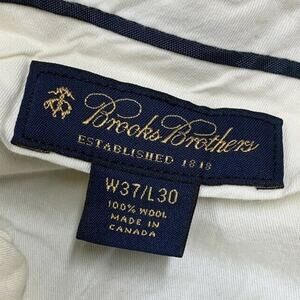 Brooks Brothers
ESTABLISHED 1818
W37/L30
100% WOOL
MADE IN
CANADA